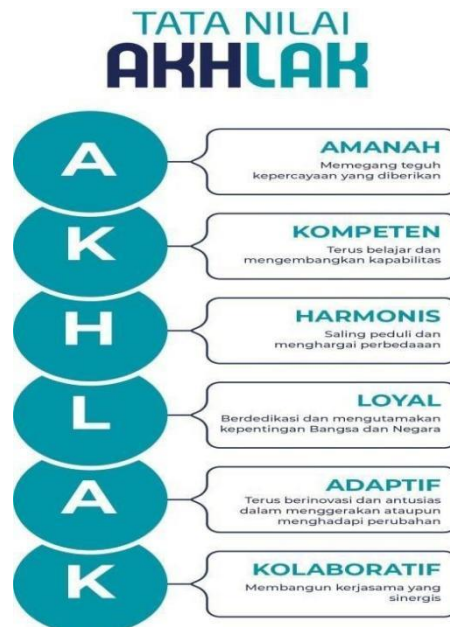 TATA NILAI
AKHLAK
A
AMANAH
Memegang teguh
kepercayaan yang diberikan
K
KOMPETEN
Terus belajar dan
mengembangkan kapabilitas
H
HARMONIS
Saling peduli dan
menghargai perbedaaan
L
LOYAL
Berdedikasi dan mengutamakan
kepentingan Bangsa dan Negara
A
ADAPTIF
Terus berinovasi dan antusias
dalam menggerakan ataupun
menghadapi perubahan
K
KOLABORATIF
Membangun kerjasama yang
sinergis